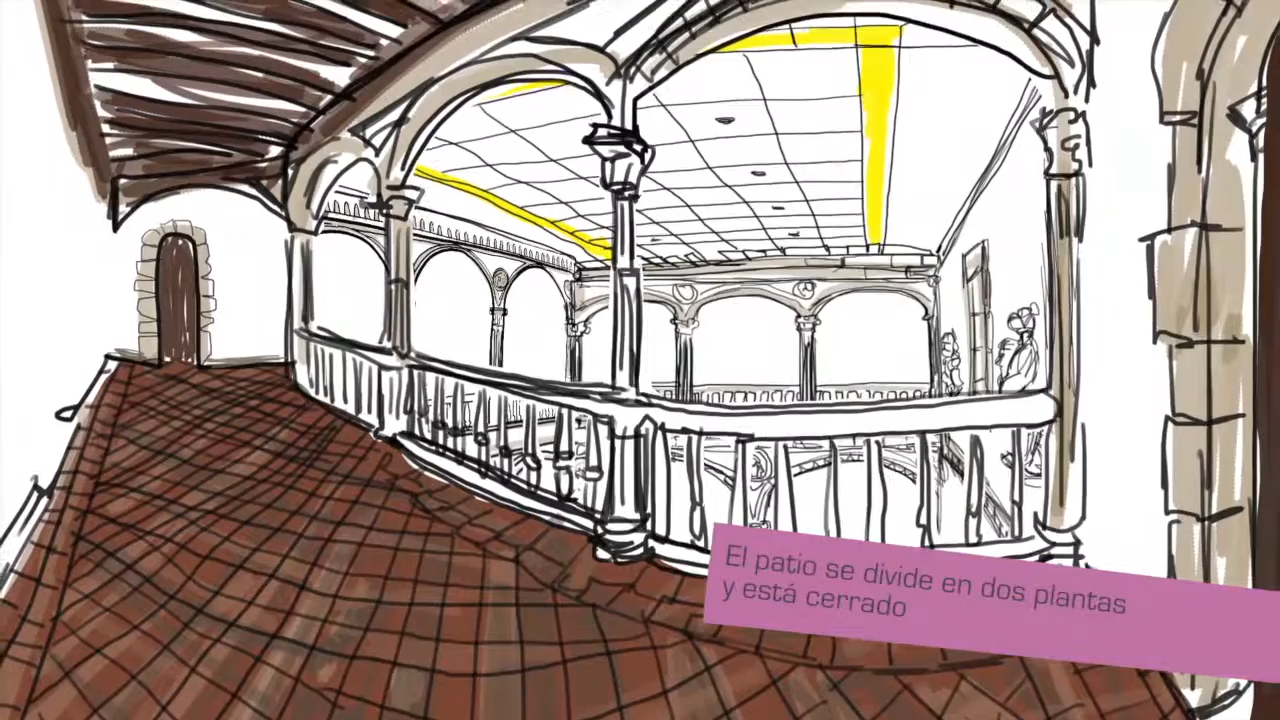 El patio se divide en dos plantas
y está cerrado